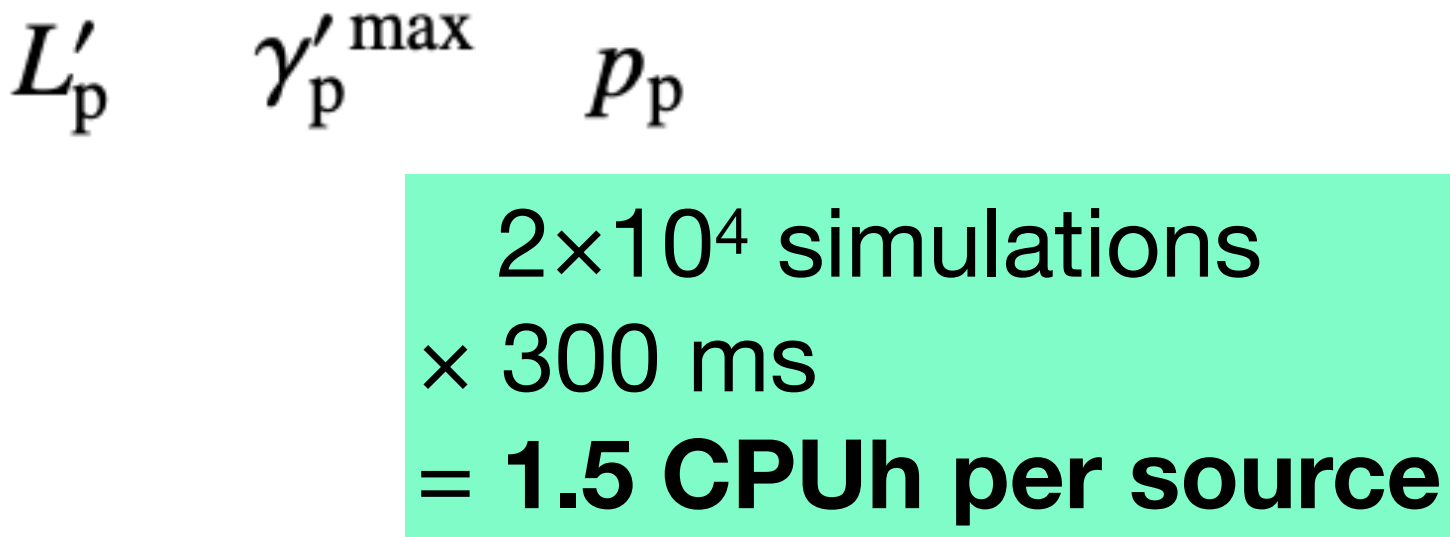 L′ₚ γ′ₚᵐᵃˣ pₚ
2×10⁴ simulations
× 300 ms
= 1.5 CPUh per source